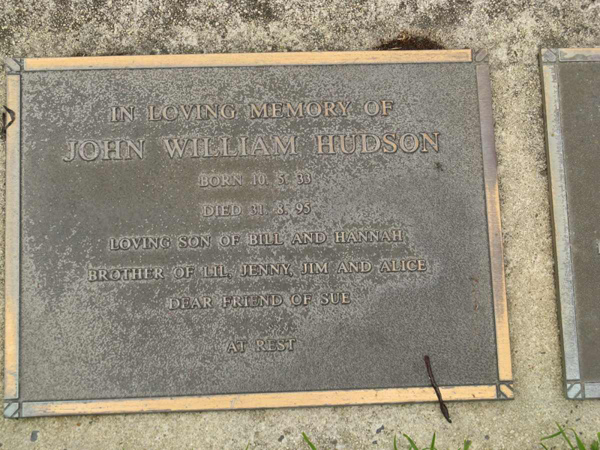 IN LOVING MEMORY OF
JOHN WILLIAM HUDSON
BORN 10. 5. 33
DIED 31. 8. 95
LOVING SON OF BILL AND HANNAH
BROTHER OF LIL, JENNY, JIM AND ALICE
DEAR FRIEND OF SUE
AT REST